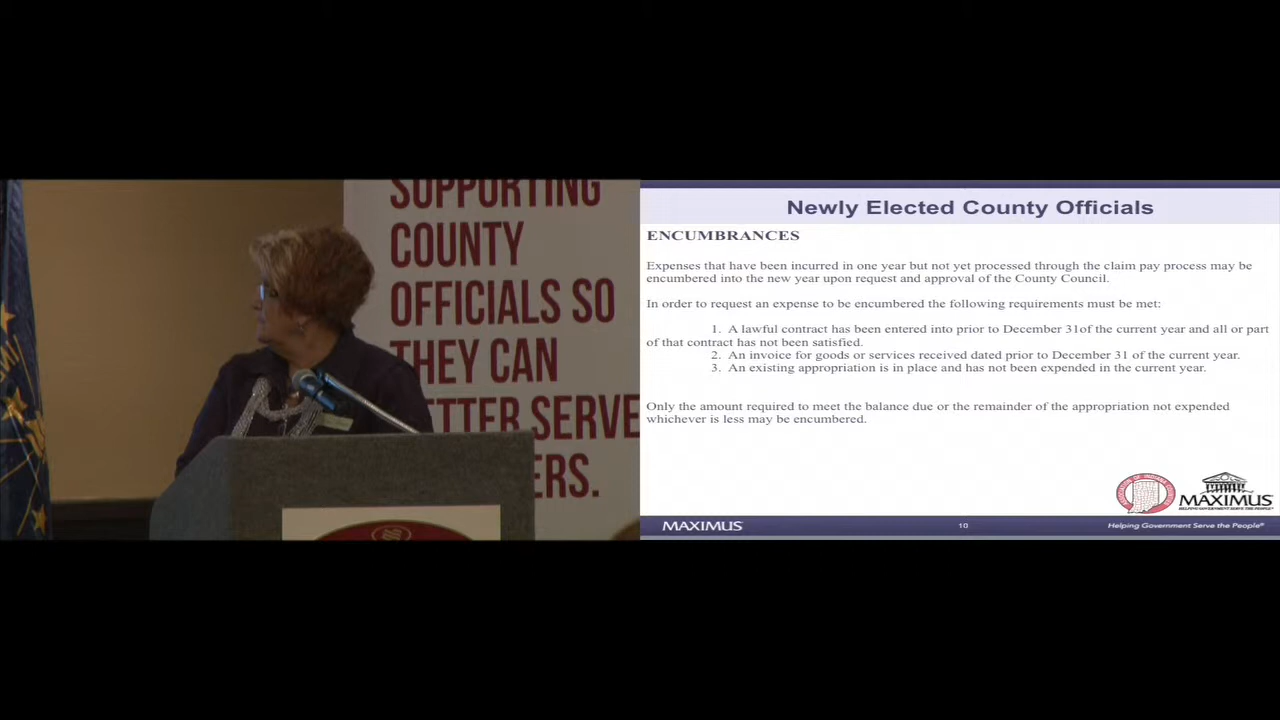 SUPPORTING
COUNTY
OFFICIALS SO
THEY CAN
SERVE
ERS.
Newly Elected County Officials
ENCUMBRANCES
Expenses that have been incurred in one year but not yet processed through the claim pay process may be
encumbered into the new year upon request and approval of the County Council.
In order to request an expense to be encumbered the following requirements must be met:
1. A lawful contract has been entered into prior to December 31of the current year and all or part
of that contract has not been satisfied.
2. An invoice for goods or services received dated prior to December 31 of the current year.
3. An existing appropriation is in place and has not been expended in the current year.
Only the amount required to meet the balance due or the remainder of the appropriation not expended
whichever is less may be encumbered.
MAXIMUS
HELPING GOVERNMENT SERVE THE PEOPLE
MAXIMUS
10
Helping Government Serve the People®